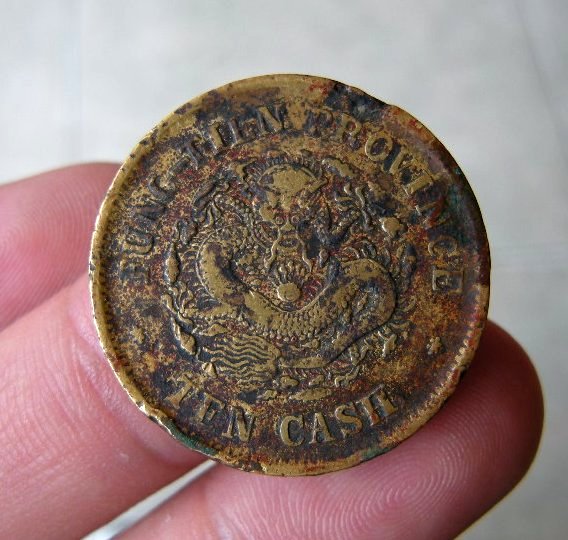 FUNG-TIEN PROVINCE
TEN CASH